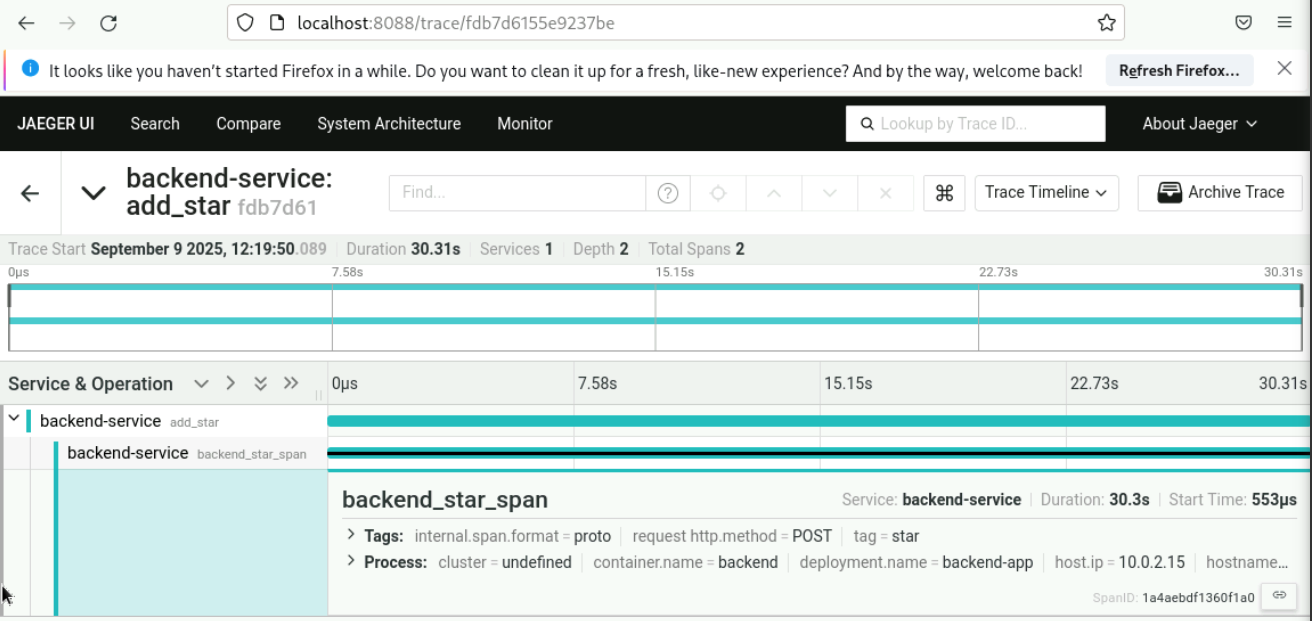 localhost:8088/trace/fdb7d6155e9237be
It looks like you haven't started Firefox in a while. Do you want to clean it up for a fresh, like-new experience? And by the way, welcome back! Refresh Firefox...
JAEGER UI Search Compare System Architecture Monitor Lookup by Trace ID... About Jaeger
backend-service:
add_star fdb7d61
Find... Trace Timeline Archive Trace
Trace Start September 9 2025, 12:19:50.089 Duration 30.31s Services 1 Depth 2 Total Spans 2
0μs 7.58s 15.15s 22.73s 30.31s
Service & Operation 0μs 7.58s 15.15s 22.73s 30.31s
backend-service add_star
backend-service backend_star_span
backend_star_span Service: backend-service Duration: 30.3s Start Time: 553μs
Tags: internal.span.format = proto request http.method = POST tag = star
Process: cluster = undefined container.name = backend deployment.name = backend-app host.ip = 10.0.2.15 hostname...
SpanID: 1a4aebdf1360f1a0